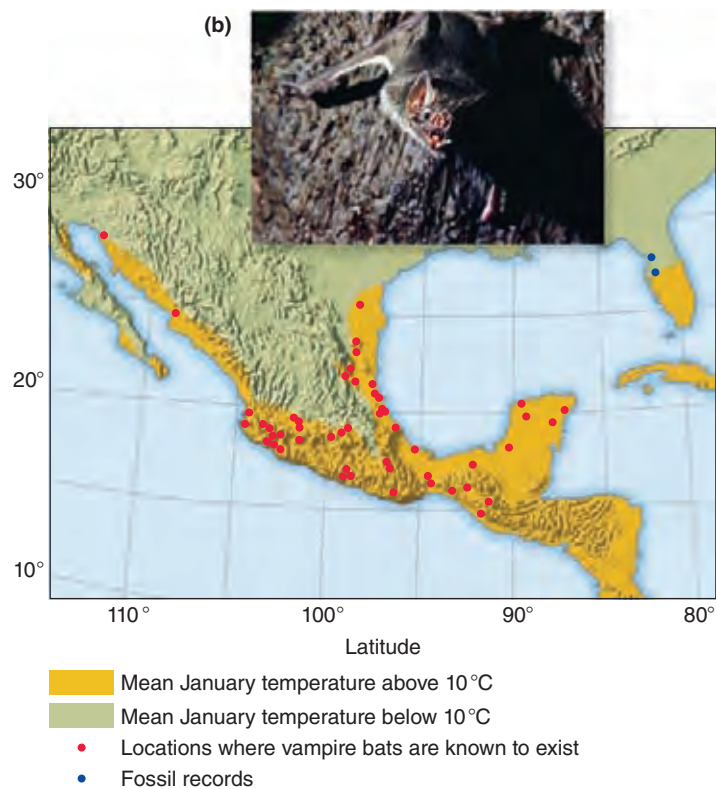 (b)
30°
20°
10°
110° 100° 90° 80°
Latitude
Mean January temperature above 10°C
Mean January temperature below 10°C
Locations where vampire bats are known to exist
Fossil records